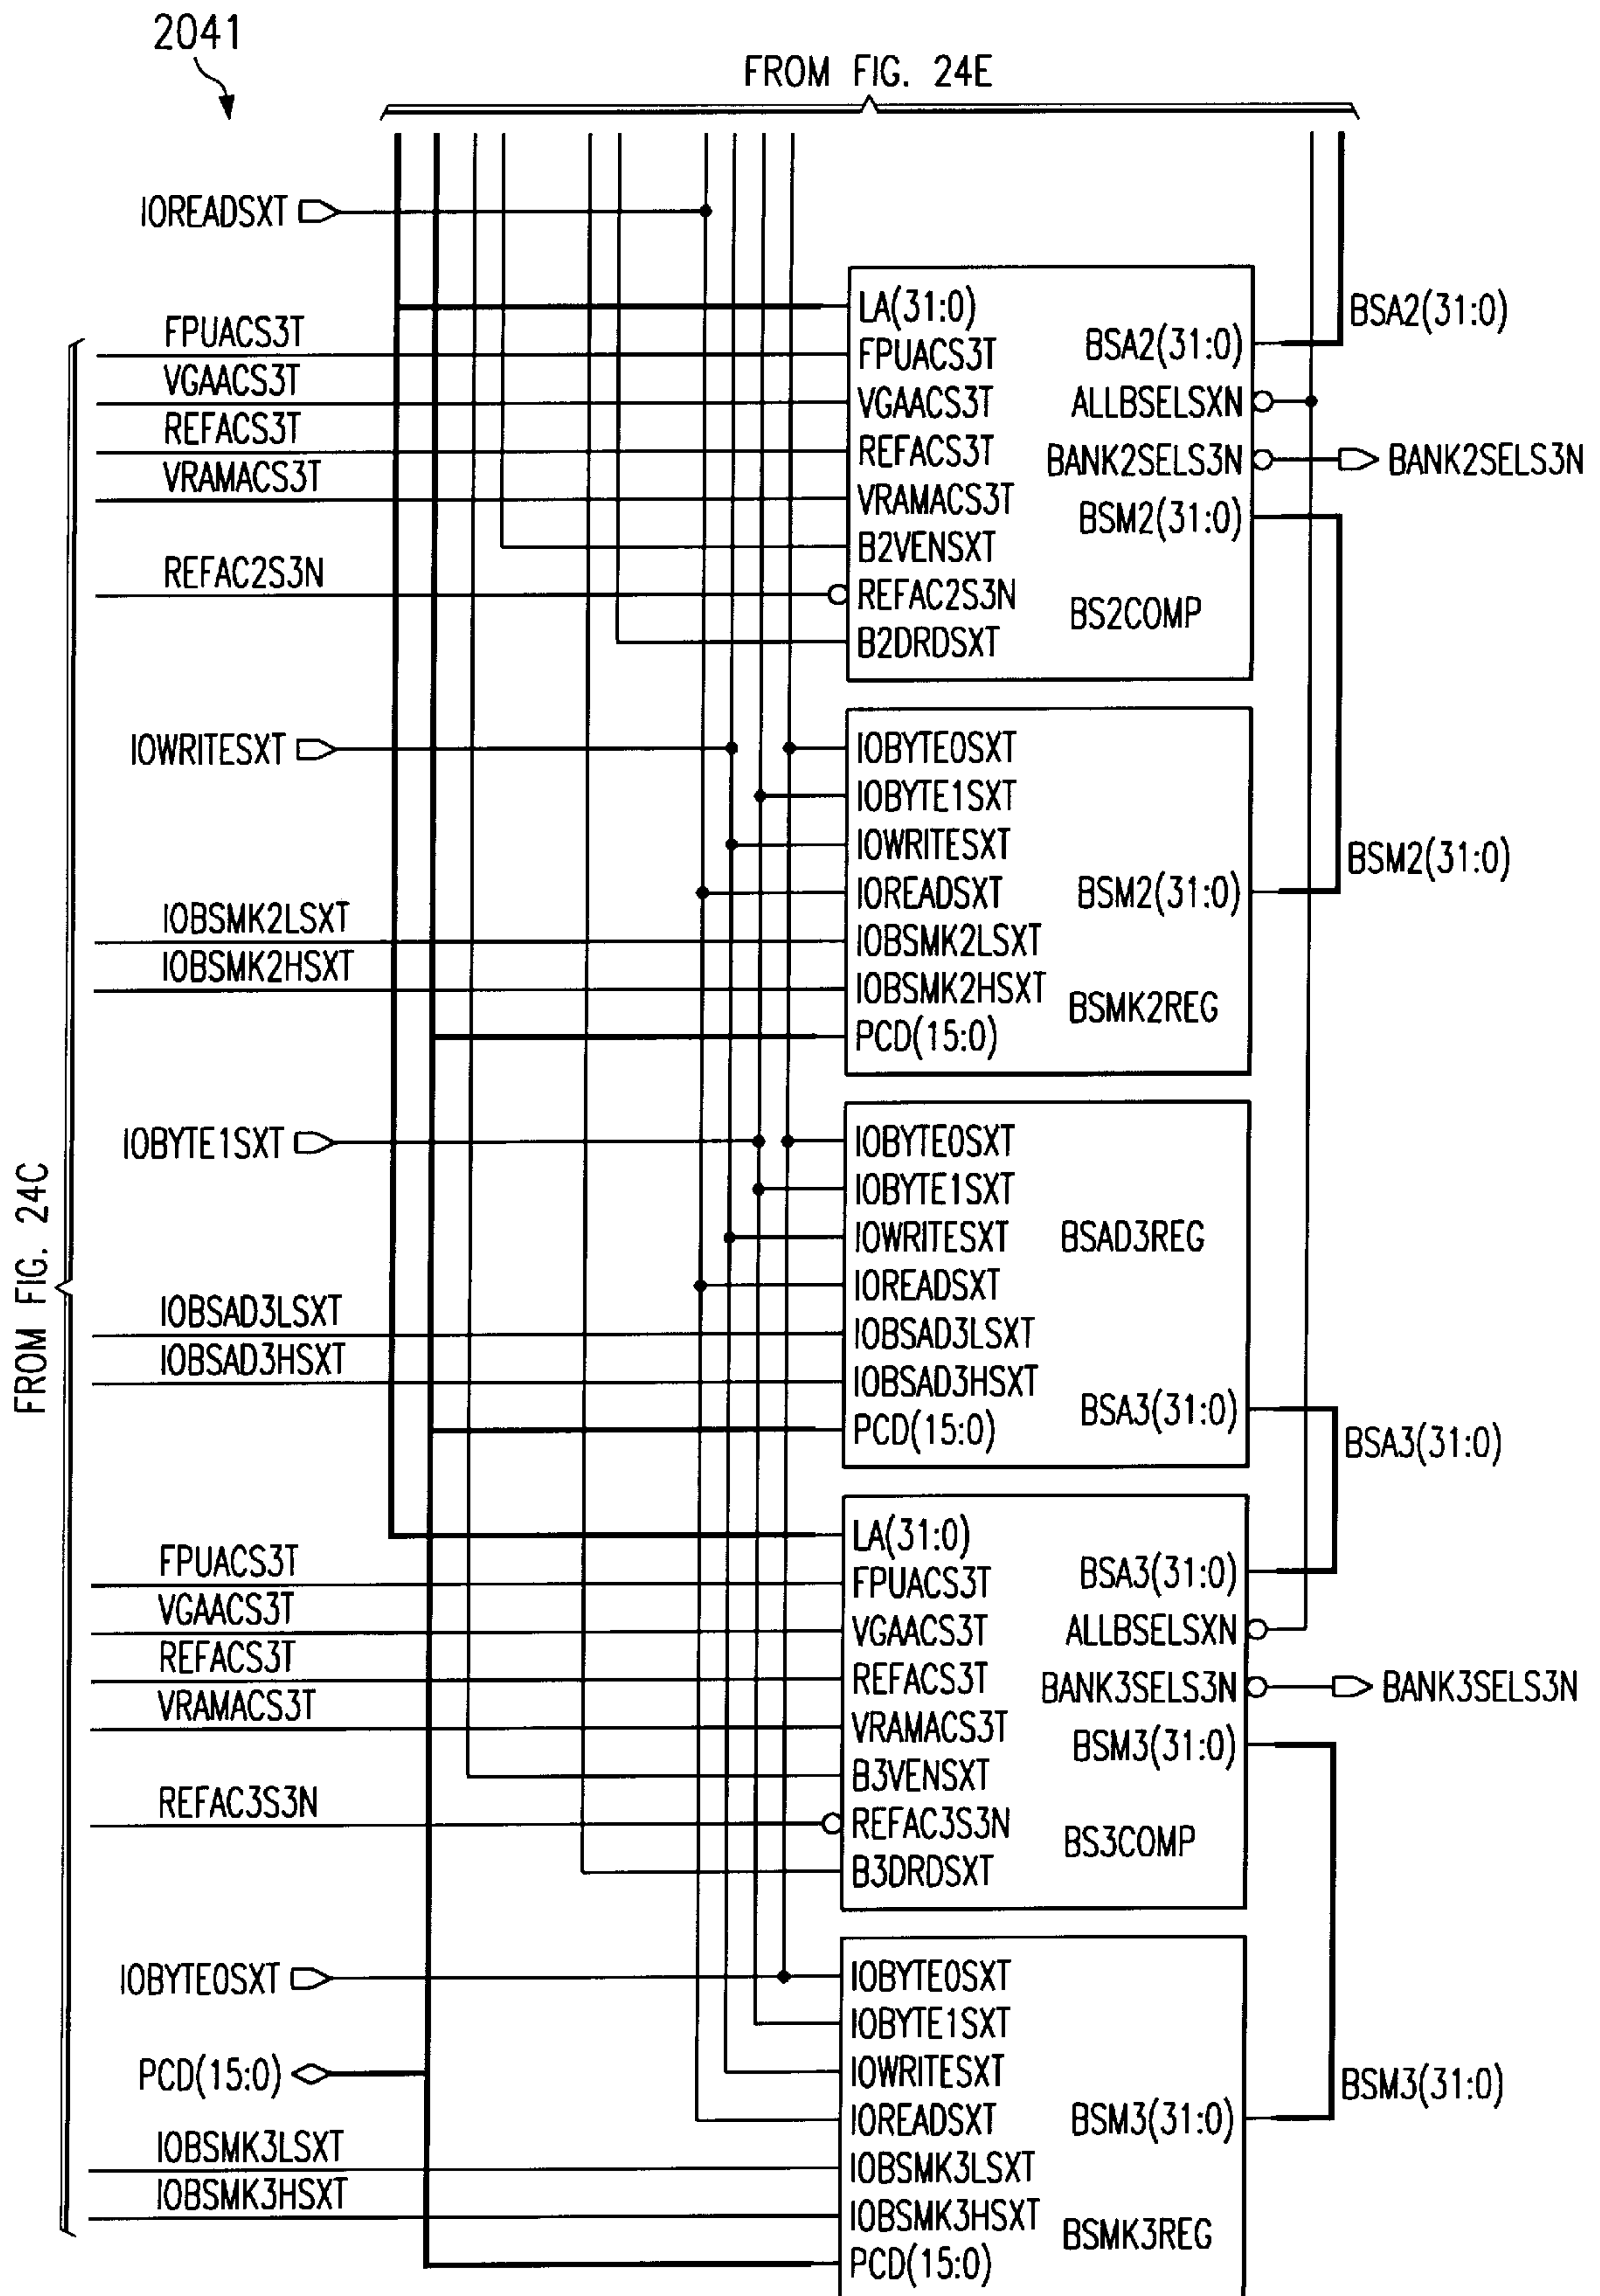 2041
FROM FIG. 24E
IOREADSXT
FROM FIG. 24C
FPUACS3T
VGAACS3T
REFACS3T
VRAMACS3T
REFAC2S3N
LA(31:0)
FPUACS3T
VGAACS3T
REFACS3T
VRAMACS3T
B2VENSXT
REFAC2S3N
B2DRDSXT
BSA2(31:0)
ALLBSELSXN
BANK2SELS3N
BSM2(31:0)
BS2COMP
BSA2(31:0)
BANK2SELS3N
IOWRITESXT
IOBSMK2LSXT
IOBSMK2HSXT
IOBYTE0SXT
IOBYTE1SXT
IOWRITESXT
IOREADSXT
IOBSMK2LSXT
IOBSMK2HSXT
PCD(15:0)
BSM2(31:0)
BSMK2REG
BSM2(31:0)
IOBYTE1SXT
IOBSAD3LSXT
IOBSAD3HSXT
IOBYTE0SXT
IOBYTE1SXT
IOWRITESXT
IOREADSXT
IOBSAD3LSXT
IOBSAD3HSXT
PCD(15:0)
BSAD3REG
BSA3(31:0)
BSA3(31:0)
FPUACS3T
VGAACS3T
REFACS3T
VRAMACS3T
REFAC3S3N
LA(31:0)
FPUACS3T
VGAACS3T
REFACS3T
VRAMACS3T
B3VENSXT
REFAC3S3N
B3DRDSXT
BSA3(31:0)
ALLBSELSXN
BANK3SELS3N
BSM3(31:0)
BS3COMP
BANK3SELS3N
IOBYTE0SXT
PCD(15:0)
IOBSMK3LSXT
IOBSMK3HSXT
IOBYTE0SXT
IOBYTE1SXT
IOWRITESXT
IOREADSXT
IOBSMK3LSXT
IOBSMK3HSXT
PCD(15:0)
BSM3(31:0)
BSMK3REG
BSM3(31:0)